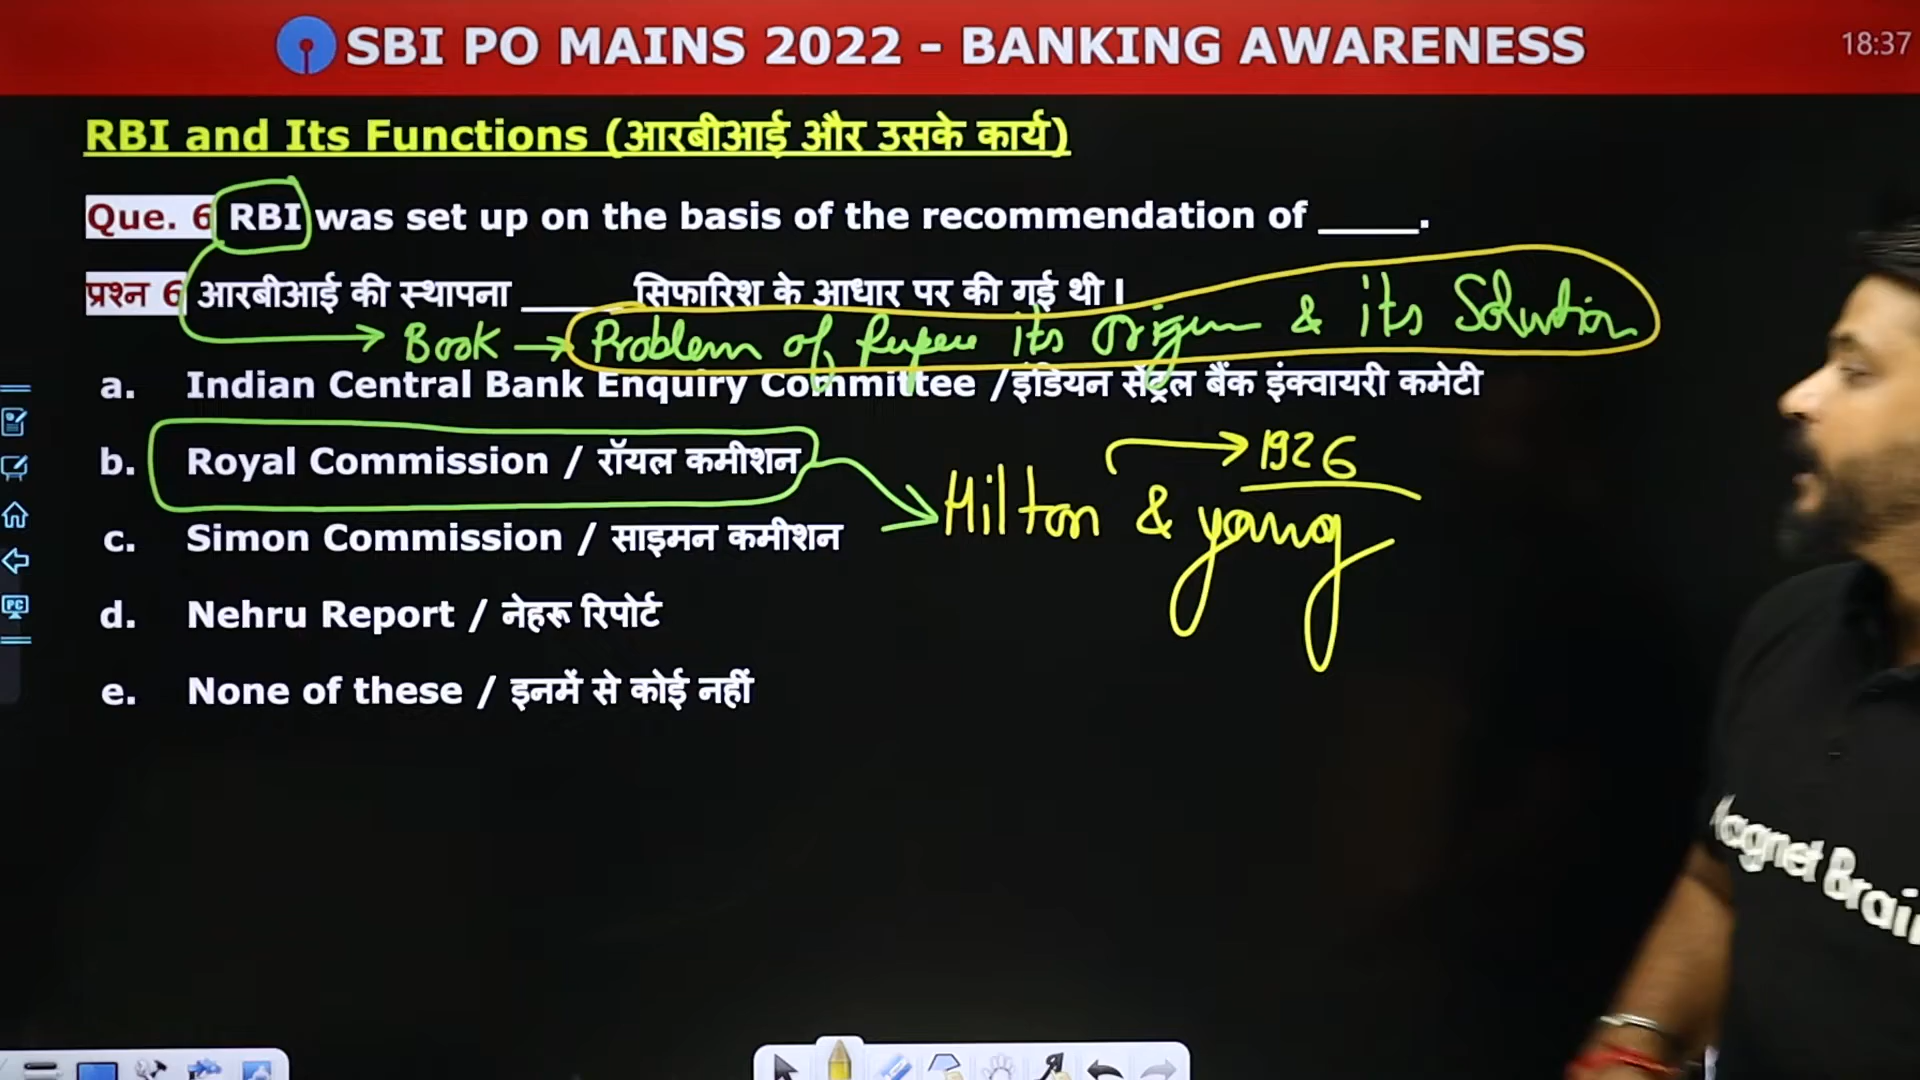 SBI PO MAINS 2022 - BANKING AWARENESS
18:37
RBI and Its Functions (आरबीआई और उसके कार्य)
Que. 6 RBI was set up on the basis of the recommendation of _____.
प्रश्न 6 आरबीआई की स्थापना _____ सिफारिश के आधार पर की गई थी।
Book → Problem of Rupee its Origin & its Solution
a. Indian Central Bank Enquiry Committee /इंडियन सेंट्रल बैंक इंक्वायरी कमेटी
b. Royal Commission / रॉयल कमीशन
1926
Hilton & young
c. Simon Commission / साइमन कमीशन
d. Nehru Report / नेहरू रिपोर्ट
e. None of these / इनमें से कोई नहीं
Magnet Brai
PC